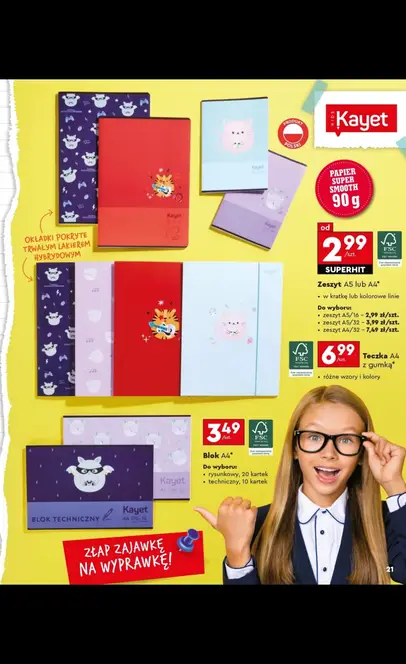 KIDS
Kayet
PRODUKT
POLSKI
PAPIER
SUPER
SMOOTH
90 g
Kayet
OKŁADKI POKRYTE
TRWAŁYM LAKIEREM
HYBRYDOWYM
od
2.99
/szt.
SUPERHIT
FSC
Zeszyt A5 lub A4*
• w kratkę lub kolorowe linie
Do wyboru:
• zeszyt A5/16 - 2,99 zł/szt.
• zeszyt A5/32 - 3,99 zł/szt.
• zeszyt A4/32 - 7,49 zł/szt.
FSC
6.99
/szt.
Teczka A4
z gumką*
• różne wzory i kolory
3.49
/szt.
FSC
Blok A4*
Do wyboru:
• rysunkowy, 20 kartek
• techniczny, 10 kartek
Kayet
Kayet
BLOK TECHNICZNY
ZŁAP ZAJAWKĘ
NA WYPRAWKĘ!
21